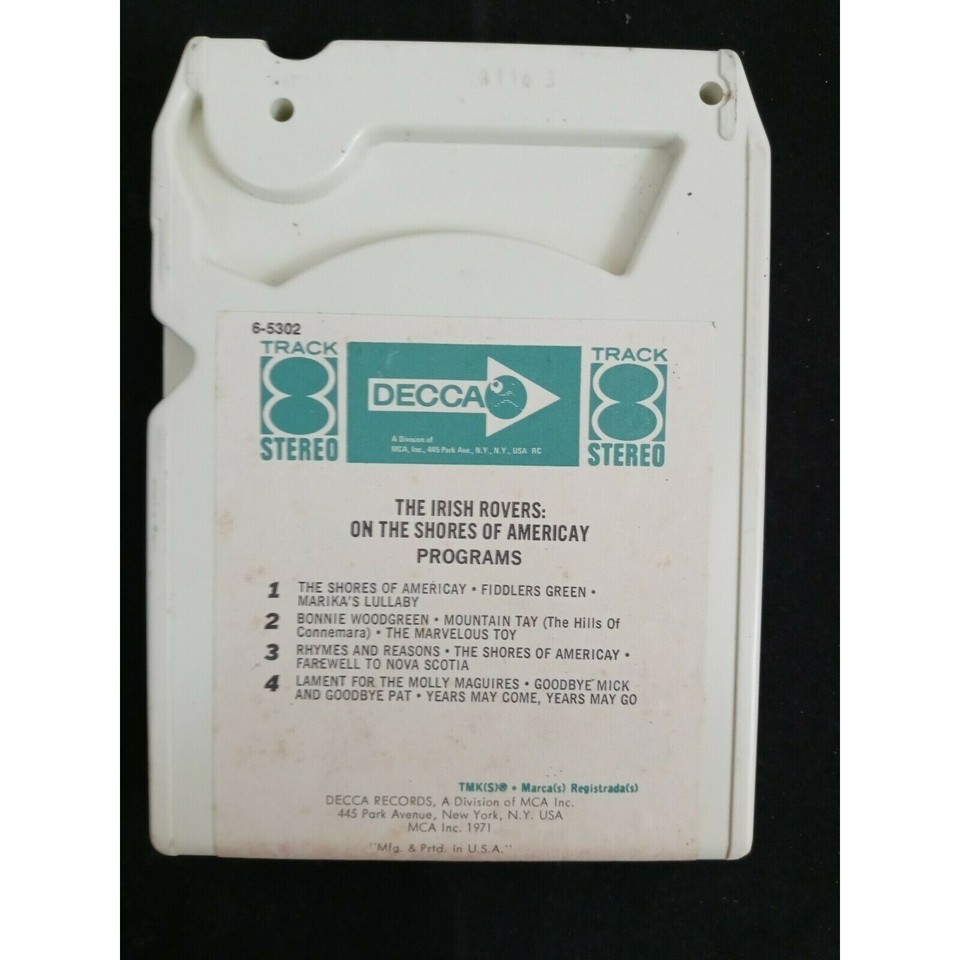 6-5302
TRACK
8
STEREO
DECCA
A Division of
MCA, Inc., 445 Park Ave., N.Y., N.Y., USA RC
TRACK
8
STEREO
THE IRISH ROVERS:
ON THE SHORES OF AMERICAY
PROGRAMS
1 THE SHORES OF AMERICAY • FIDDLERS GREEN •
MARIKA'S LULLABY
2 BONNIE WOODGREEN • MOUNTAIN TAY (The Hills Of
Connemara) • THE MARVELOUS TOY
3 RHYMES AND REASONS • THE SHORES OF AMERICAY •
FAREWELL TO NOVA SCOTIA
4 LAMENT FOR THE MOLLY MAGUIRES • GOODBYE MICK
AND GOODBYE PAT • YEARS MAY COME, YEARS MAY GO
TMK(S)® • Marca(s) Registrada(s)
DECCA RECORDS, A Division of MCA Inc.
445 Park Avenue, New York, N.Y. USA
MCA Inc. 1971
"Mfg. & Prtd. in U.S.A."